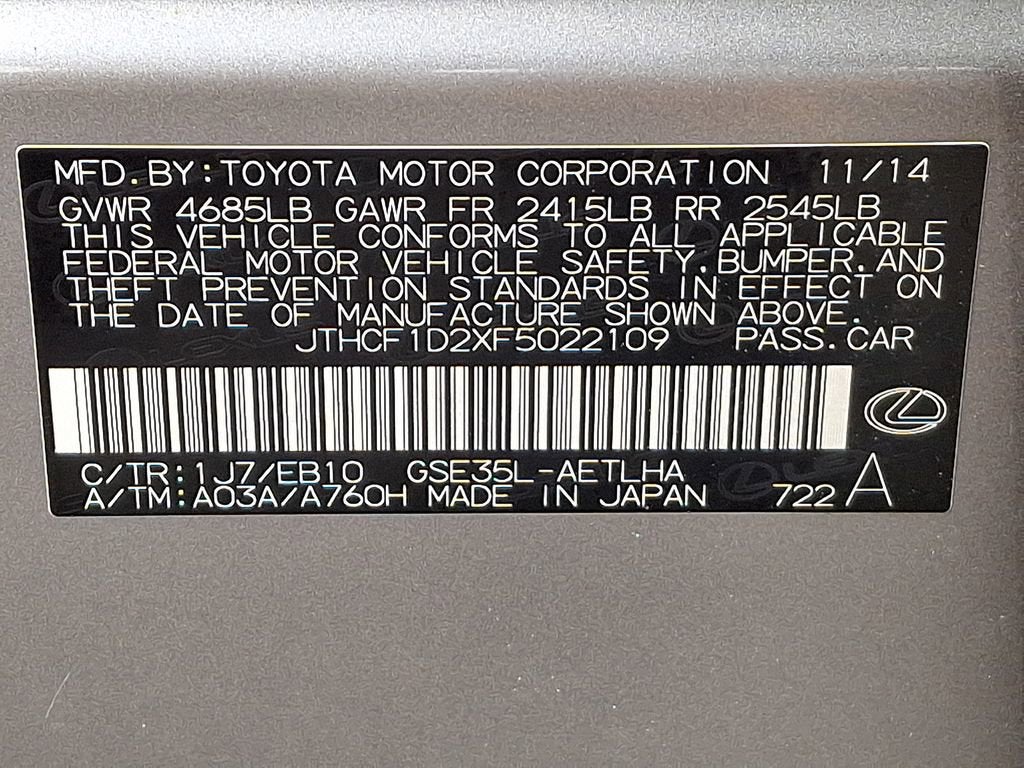 MFD.BY:TOYOTA MOTOR CORPORATION 11/14
GVWR 4685LB GAWR FR 2415LB RR 2545LB
THIS VEHICLE CONFORMS TO ALL APPLICABLE
FEDERAL MOTOR VEHICLE SAFETY,BUMPER,AND
THEFT PREVENTION STANDARDS IN EFFECT ON
THE DATE OF MANUFACTURE SHOWN ABOVE.
JTHCF1D2XF5022109 PASS.CAR
C/TR:1J7/EB10 GSE35L-AETLHA
A/TM:A03A/A760H MADE IN JAPAN 722 A